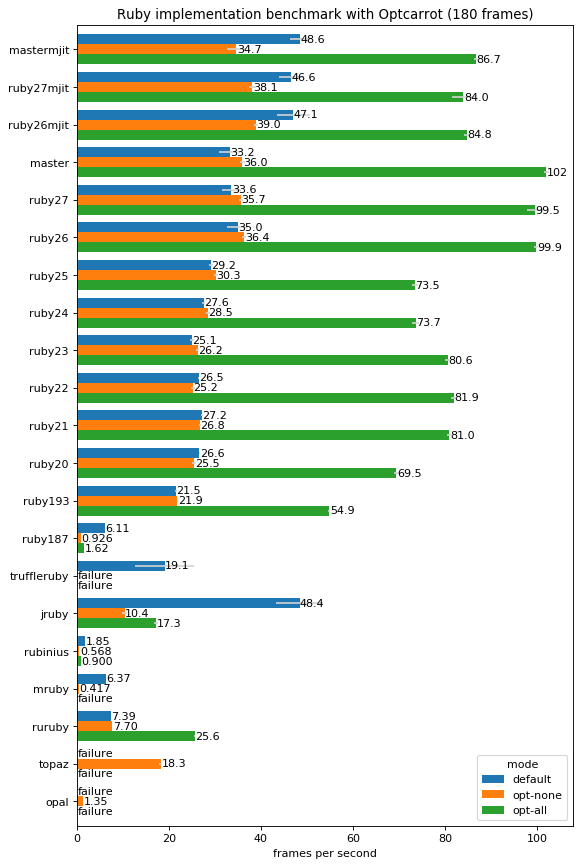 Ruby implementation benchmark with Optcarrot (180 frames)
48.6
mastermjit 34.7
86.7
46.6
ruby27mjit 38.1
84.0
47.1
ruby26mjit 39.0
84.8
33.2
master 36.0
102
33.6
ruby27 35.7
99.5
35.0
ruby26 36.4
99.9
29.2
ruby25 30.3
73.5
27.6
ruby24 28.5
73.7
25.1
ruby23 26.2
80.6
26.5
ruby22 25.2
81.9
27.2
ruby21 26.8
81.0
26.6
ruby20 25.5
69.5
21.5
ruby193 21.9
54.9
6.11
ruby187 0.926
1.62
19.1
truffleruby failure
failure
48.4
jruby 10.4
17.3
1.85
rubinius 0.568
0.900
6.37
mruby 0.417
failure
7.39
ruruby 7.70
25.6
failure
topaz 18.3
failure
failure
opal 1.35
failure
mode
default
opt-none
opt-all
0 20 40 60 80 100
frames per second